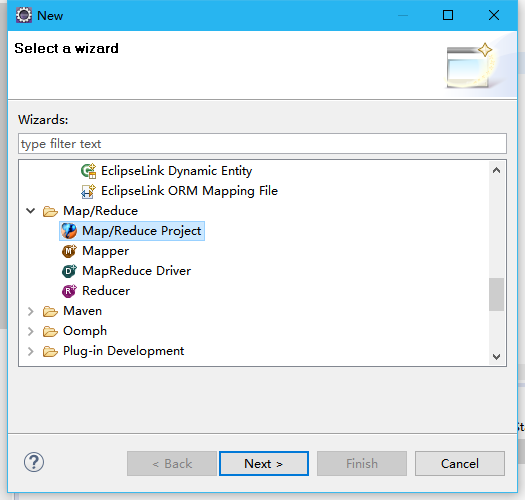 New
Select a wizard
Wizards:
type filter text
EclipseLink Dynamic Entity
EclipseLink ORM Mapping File
Map/Reduce
Map/Reduce Project
Mapper
MapReduce Driver
Reducer
Maven
Oomph
Plug-in Development
< Back
Next >
Finish
Cancel